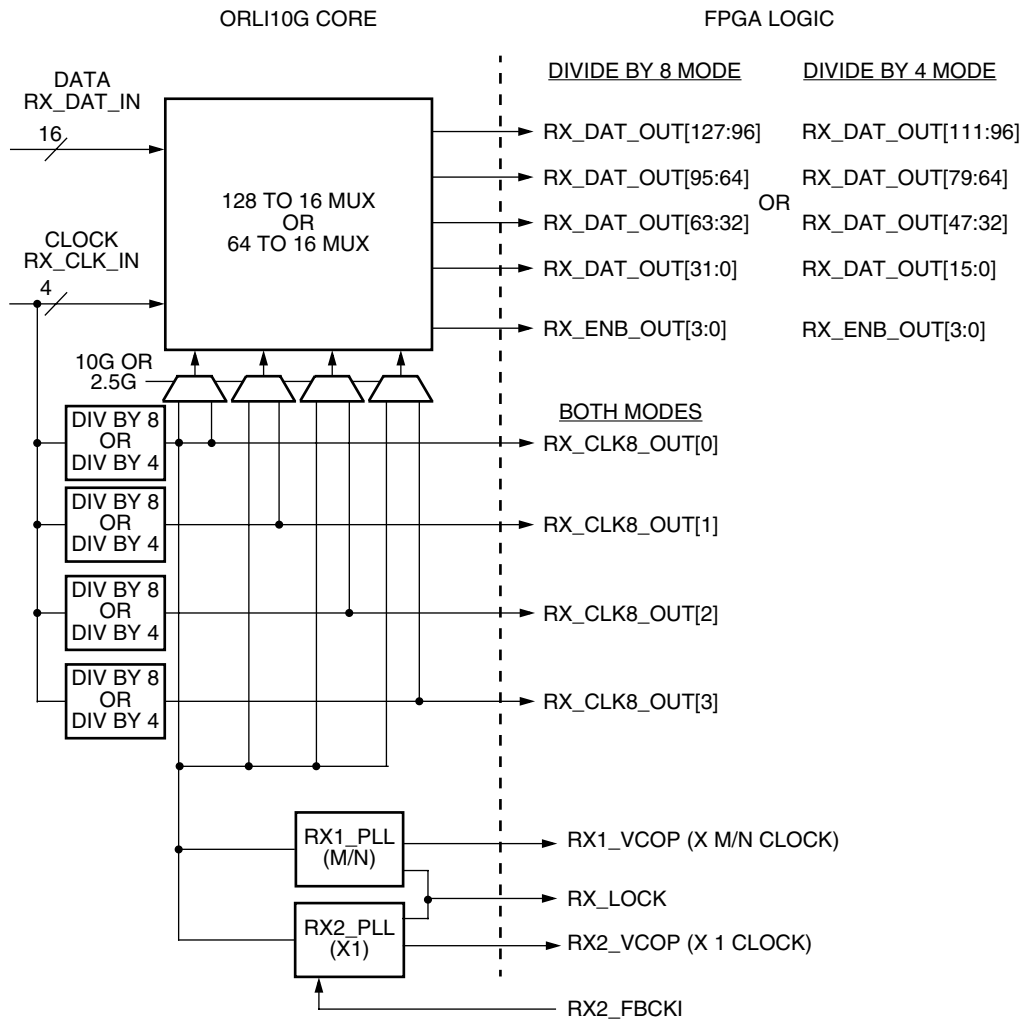 ORLI10G CORE
FPGA LOGIC
DATA
RX_DAT_IN
16
CLOCK
RX_CLK_IN
4
128 TO 16 MUX
OR
64 TO 16 MUX
DIVIDE BY 8 MODE
DIVIDE BY 4 MODE
RX_DAT_OUT[127:96]
RX_DAT_OUT[111:96]
RX_DAT_OUT[95:64]
RX_DAT_OUT[79:64]
OR
RX_DAT_OUT[63:32]
RX_DAT_OUT[47:32]
RX_DAT_OUT[31:0]
RX_DAT_OUT[15:0]
RX_ENB_OUT[3:0]
RX_ENB_OUT[3:0]
10G OR
2.5G
BOTH MODES
DIV BY 8
OR
DIV BY 4
RX_CLK8_OUT[0]
DIV BY 8
OR
DIV BY 4
RX_CLK8_OUT[1]
DIV BY 8
OR
DIV BY 4
RX_CLK8_OUT[2]
DIV BY 8
OR
DIV BY 4
RX_CLK8_OUT[3]
RX1_PLL
(M/N)
RX1_VCOP (X M/N CLOCK)
RX_LOCK
RX2_PLL
(X1)
RX2_VCOP (X 1 CLOCK)
RX2_FBCKI